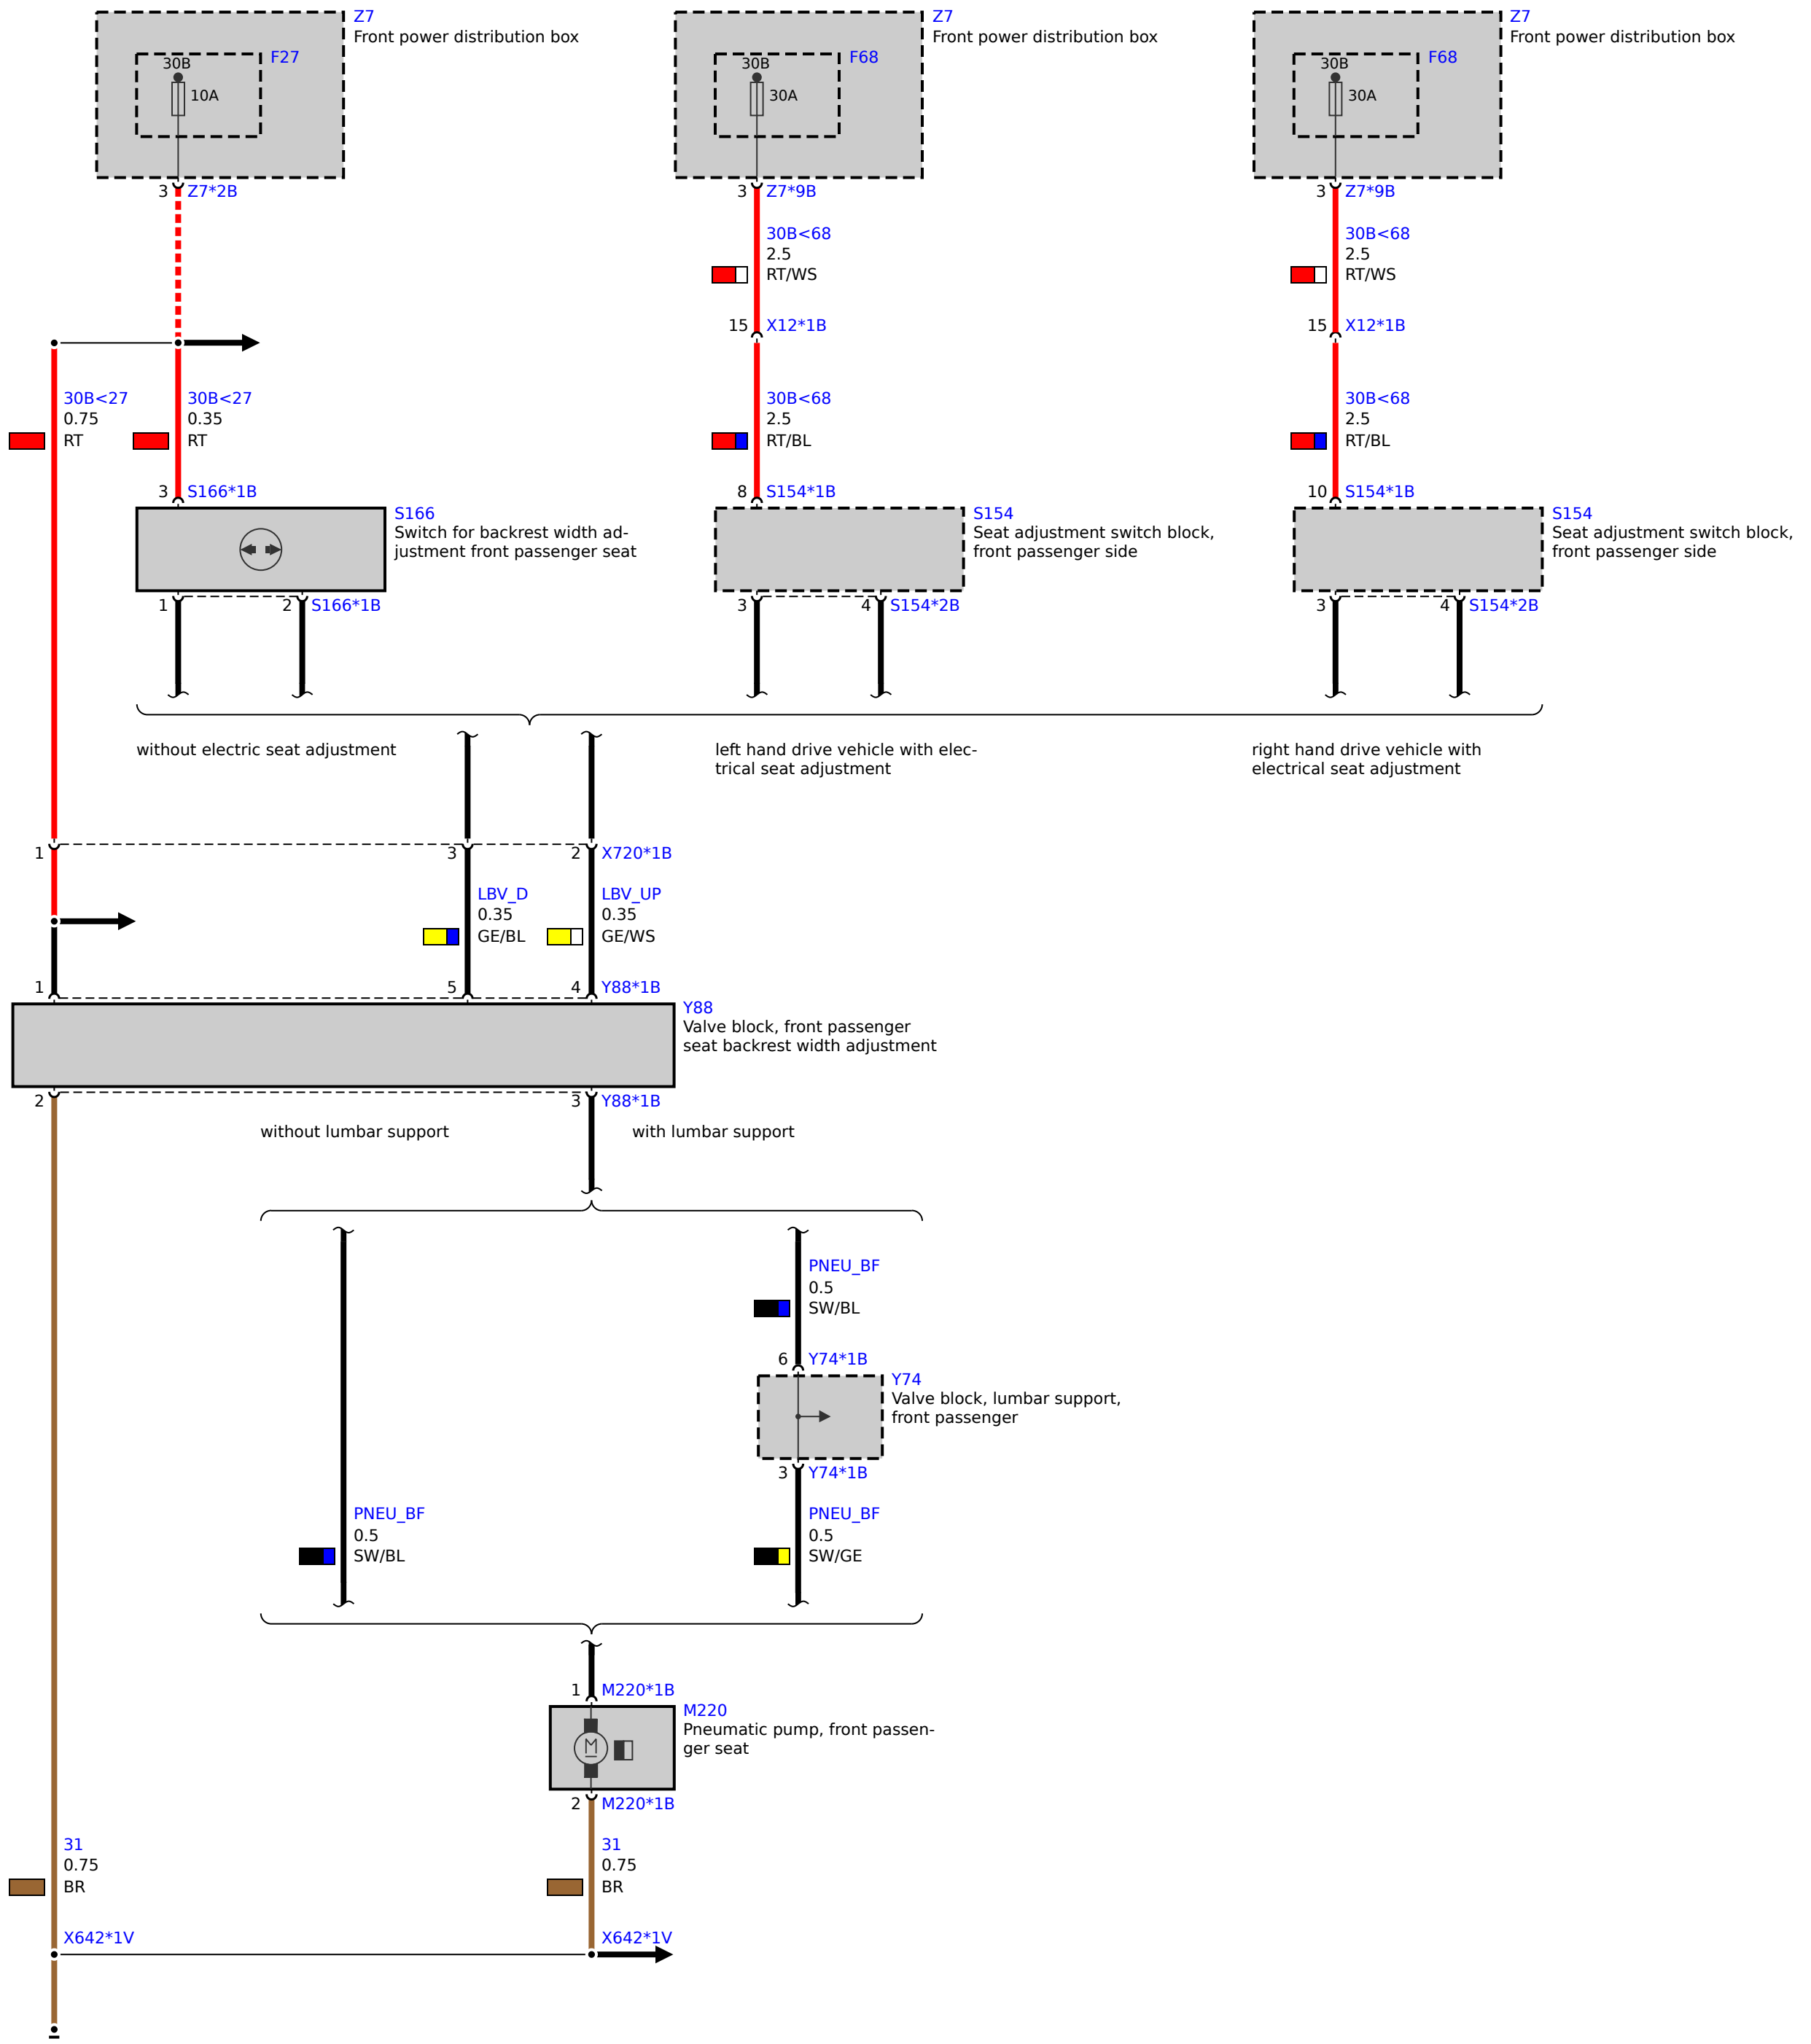 Z7
Front power distribution box
F27
30B
10A
3 Z7*2B
Z7
Front power distribution box
F68
30B
30A
3 Z7*9B
Z7
Front power distribution box
F68
30B
30A
3 Z7*9B
30B<68
2.5
RT/WS
15 X12*1B
30B<68
2.5
RT/WS
15 X12*1B
30B<27
0.75
RT
30B<27
0.35
RT
3 S166*1B
30B<68
2.5
RT/BL
8 S154*1B
30B<68
2.5
RT/BL
10 S154*1B
S166
Switch for backrest width ad-
justment front passenger seat
1 2 S166*1B
S154
Seat adjustment switch block,
front passenger side
3 4 S154*2B
S154
Seat adjustment switch block,
front passenger side
3 4 S154*2B
without electric seat adjustment
left hand drive vehicle with elec-
trical seat adjustment
right hand drive vehicle with
electrical seat adjustment
1 3 2 X720*1B
LBV_D
0.35
GE/BL
LBV_UP
0.35
GE/WS
1 5 4 Y88*1B
Y88
Valve block, front passenger
seat backrest width adjustment
2 3 Y88*1B
without lumbar support
with lumbar support
PNEU_BF
0.5
SW/BL
6 Y74*1B
Y74
Valve block, lumbar support,
front passenger
3 Y74*1B
PNEU_BF
0.5
SW/BL
PNEU_BF
0.5
SW/GE
1 M220*1B
M220
Pneumatic pump, front passen-
ger seat
M
2 M220*1B
31
0.75
BR
X642*1V
31
0.75
BR
X642*1V